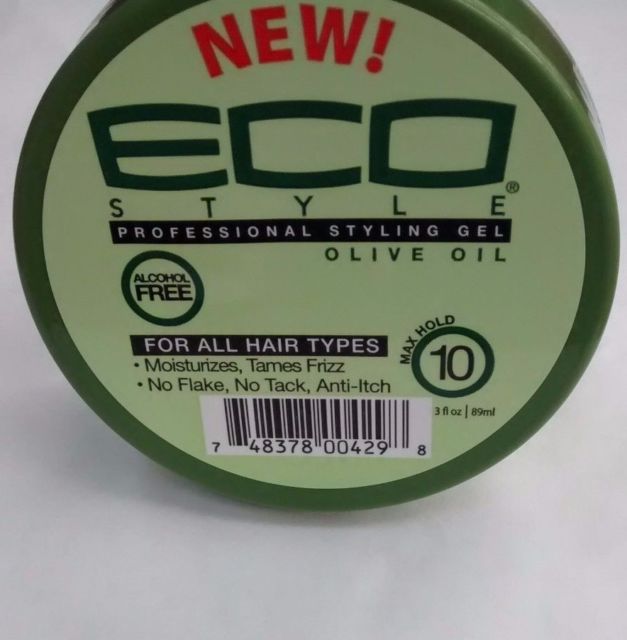 NEW!
ECO
STYLE®
PROFESSIONAL STYLING GEL
OLIVE OIL
ALCOHOL
FREE
FOR ALL HAIR TYPES
MAX HOLD
10
• Moisturizes, Tames Frizz
• No Flake, No Tack, Anti-Itch
3 fl oz | 89ml
7 48378 00429 8